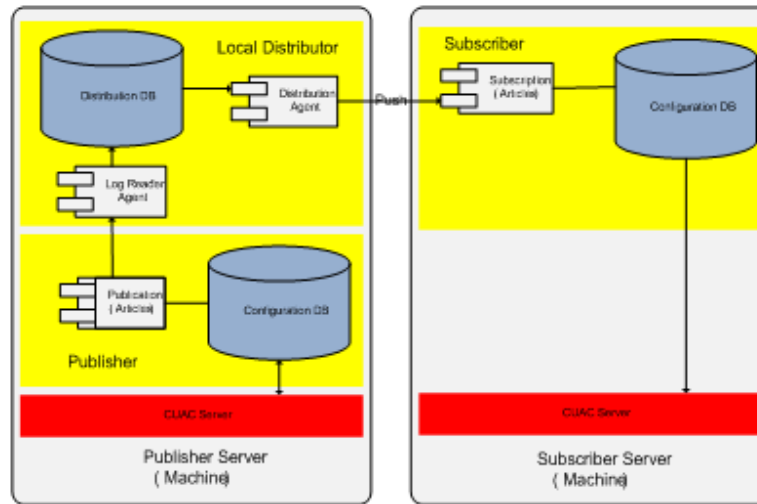 Local Distributor
Distribution DB
Distribution
Agent
Log Reader
Agent
Publication
( Articles)
Configuration DB
Publisher
CUAC Server
Publisher Server
( Machine)
Push
Subscriber
Subscription
( Articles)
Configuration DB
CUAC Server
Subscriber Server
( Machine)